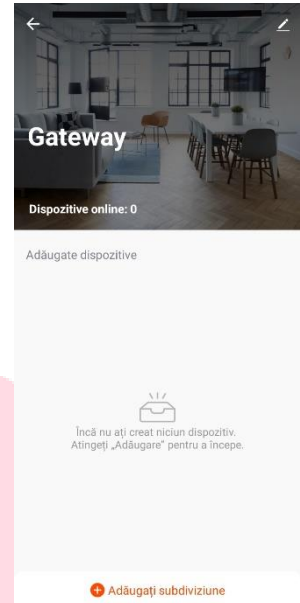 Gateway
Dispozitive online: 0
Adăugate dispozitive
Încă nu ați creat niciun dispozitiv.
Atingeți „Adăugare” pentru a începe.
Adăugați subdiviziune